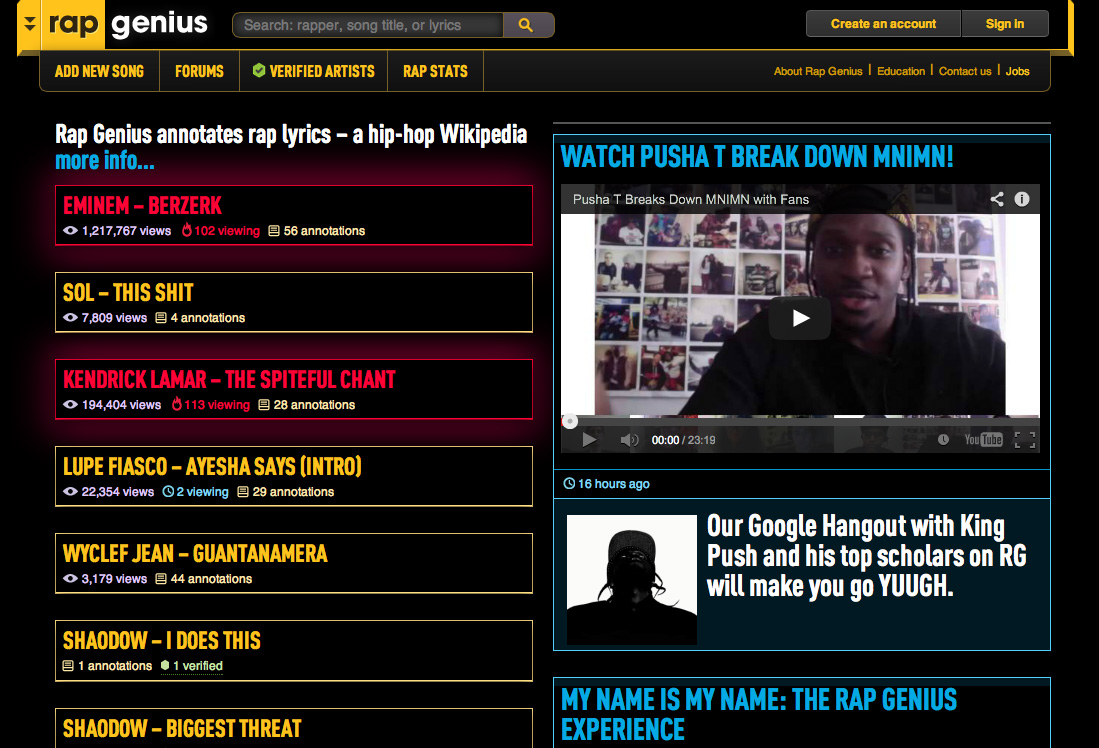 rap genius
Search: rapper, song title, or lyrics
Create an account
Sign in
ADD NEW SONG
FORUMS
VERIFIED ARTISTS
RAP STATS
About Rap Genius | Education | Contact us | Jobs
Rap Genius annotates rap lyrics – a hip-hop Wikipedia
more info...
EMINEM – BERZERK
1,217,767 views 102 viewing 56 annotations
SOL – THIS SHIT
7,809 views 4 annotations
KENDRICK LAMAR – THE SPITEFUL CHANT
194,404 views 113 viewing 28 annotations
LUPE FIASCO – AYESHA SAYS (INTRO)
22,354 views 2 viewing 29 annotations
WYCLEF JEAN – GUANTANAMERA
3,179 views 44 annotations
SHAODOW – I DOES THIS
1 annotations 1 verified
SHAODOW – BIGGEST THREAT
WATCH PUSHA T BREAK DOWN MNIMN!
Pusha T Breaks Down MNIMN with Fans
00:00 / 23:19
YouTube
16 hours ago
Our Google Hangout with King
Push and his top scholars on RG
will make you go YUUGH.
MY NAME IS MY NAME: THE RAP GENIUS
EXPERIENCE